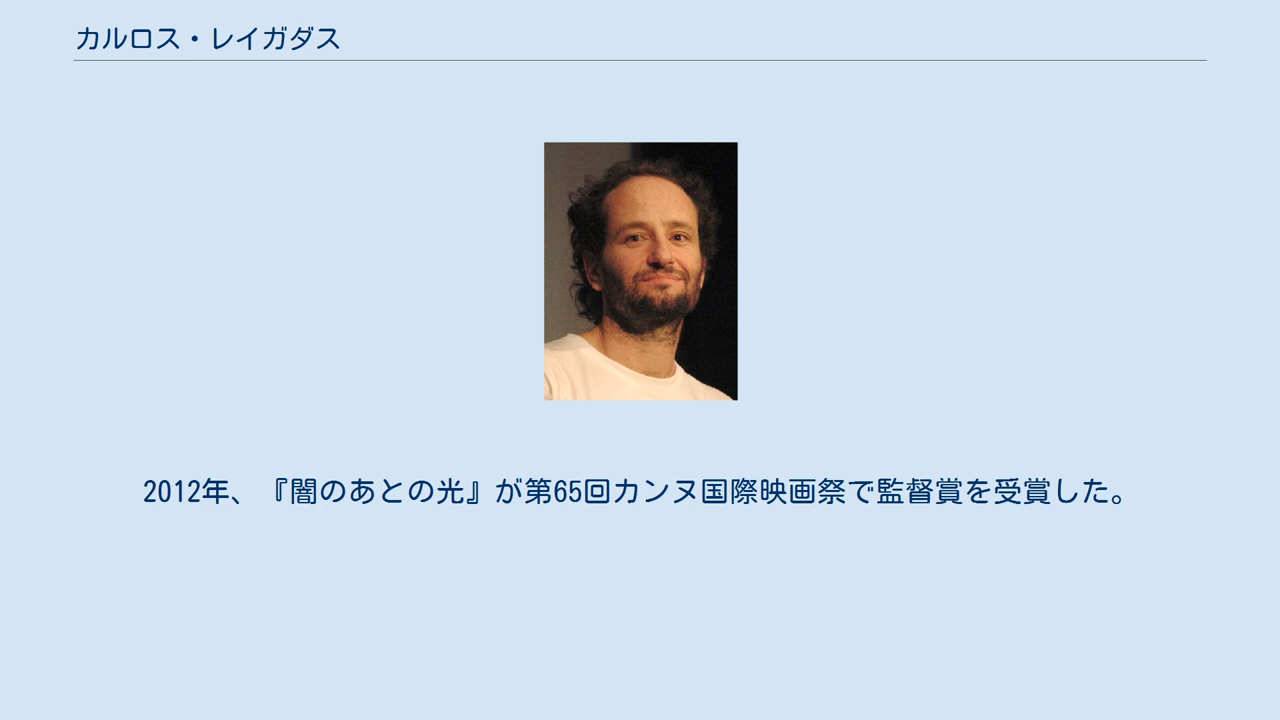 カルロス・レイガダス
2012年、『闇のあとの光』が第65回カンヌ国際映画祭で監督賞を受賞した。